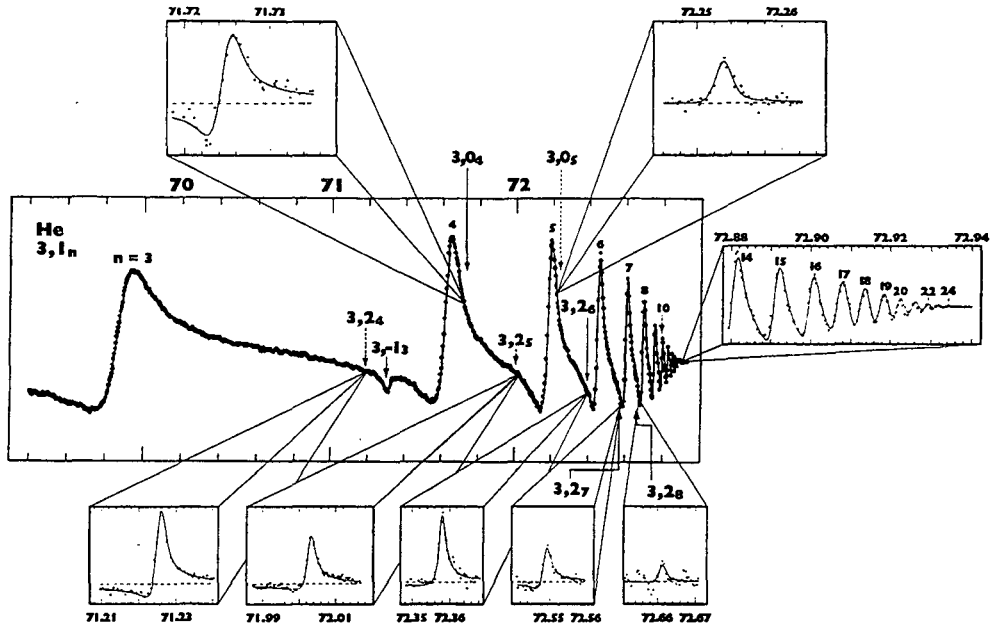 71.72 71.73
72.25 72.26
3,0₄ 3,0₅
70 71 72
He
3,1ₙ
n = 3 4 5 6 7 8 10
3,2₄
3,-1₃
3,2₅
3,2₆
72.88 72.90 72.92 72.94
14 15 16 17 18 19 20 22 24
3,2₇ 3,2₈
71.21 71.23
71.99 72.01
72.35 72.36
72.55 72.56
72.66 72.67